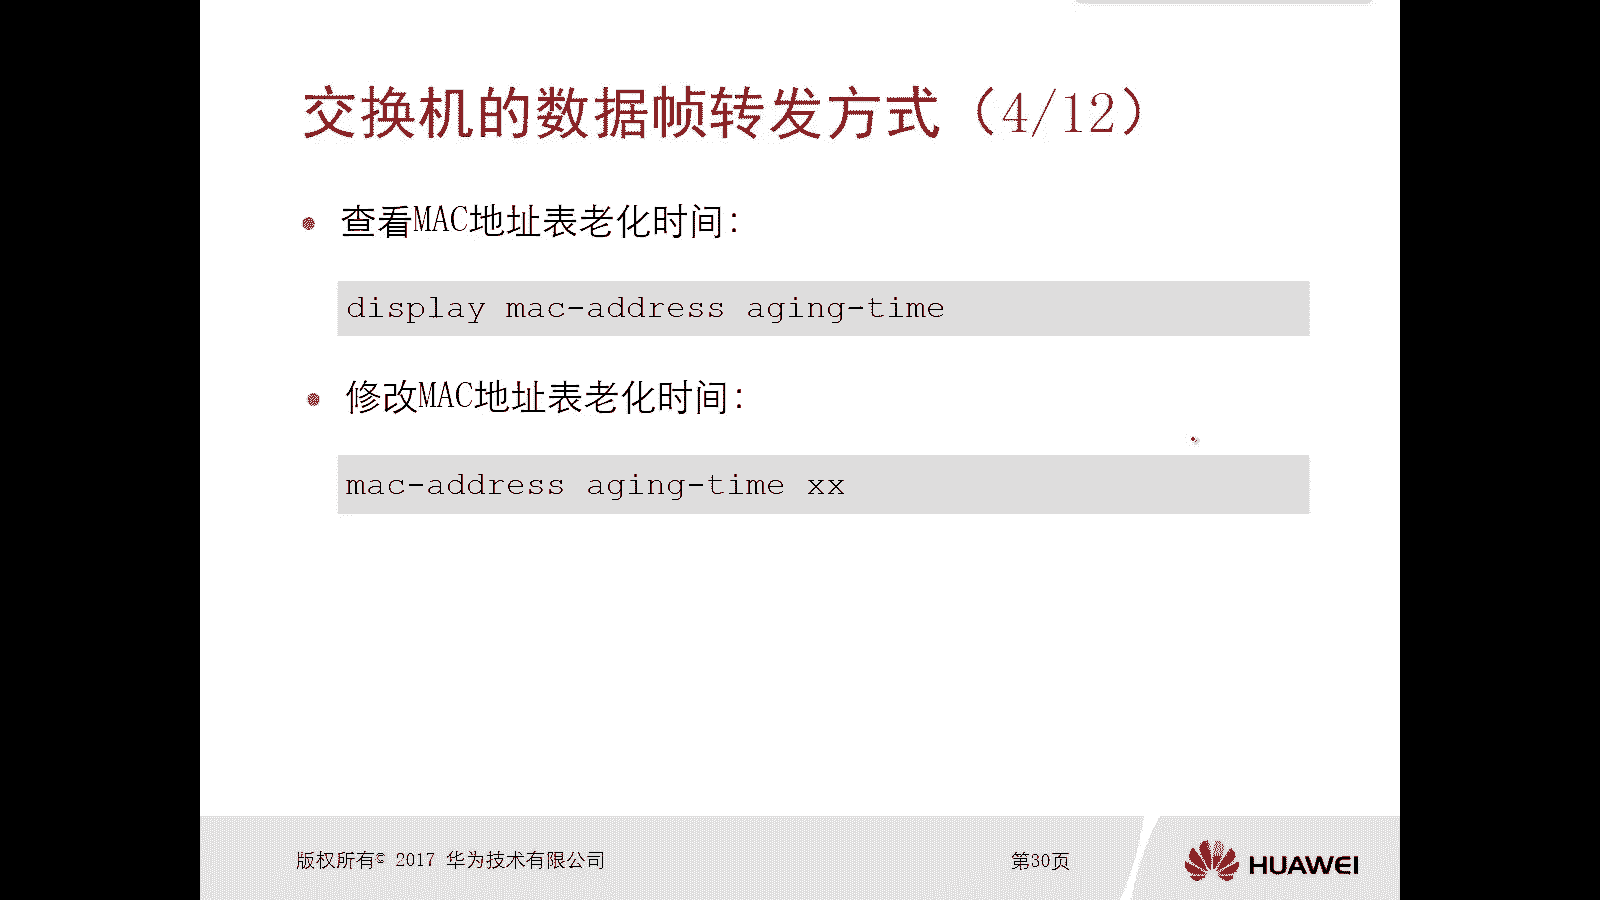 交换机的数据帧转发方式（4/12）
查看MAC地址表老化时间：
display mac-address aging-time
修改MAC地址表老化时间：
mac-address aging-time xx
版权所有© 2017 华为技术有限公司
第30页
HUAWEI